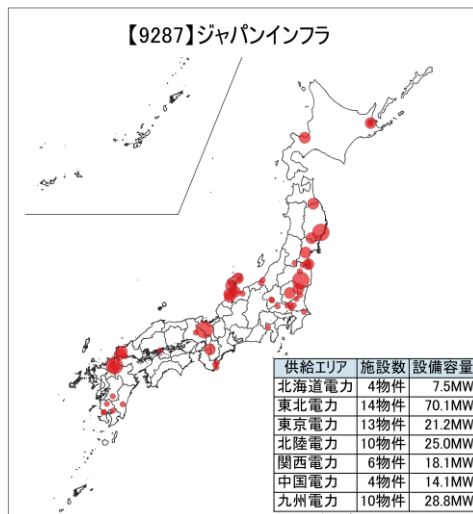 【9287】ジャパンインフラ
供給エリア 施設数 設備容量
北海道電力 4物件 7.5MW
東北電力 14物件 70.1MW
東京電力 13物件 21.2MW
北陸電力 10物件 25.0MW
関西電力 6物件 18.1MW
中国電力 4物件 14.1MW
九州電力 10物件 28.8MW